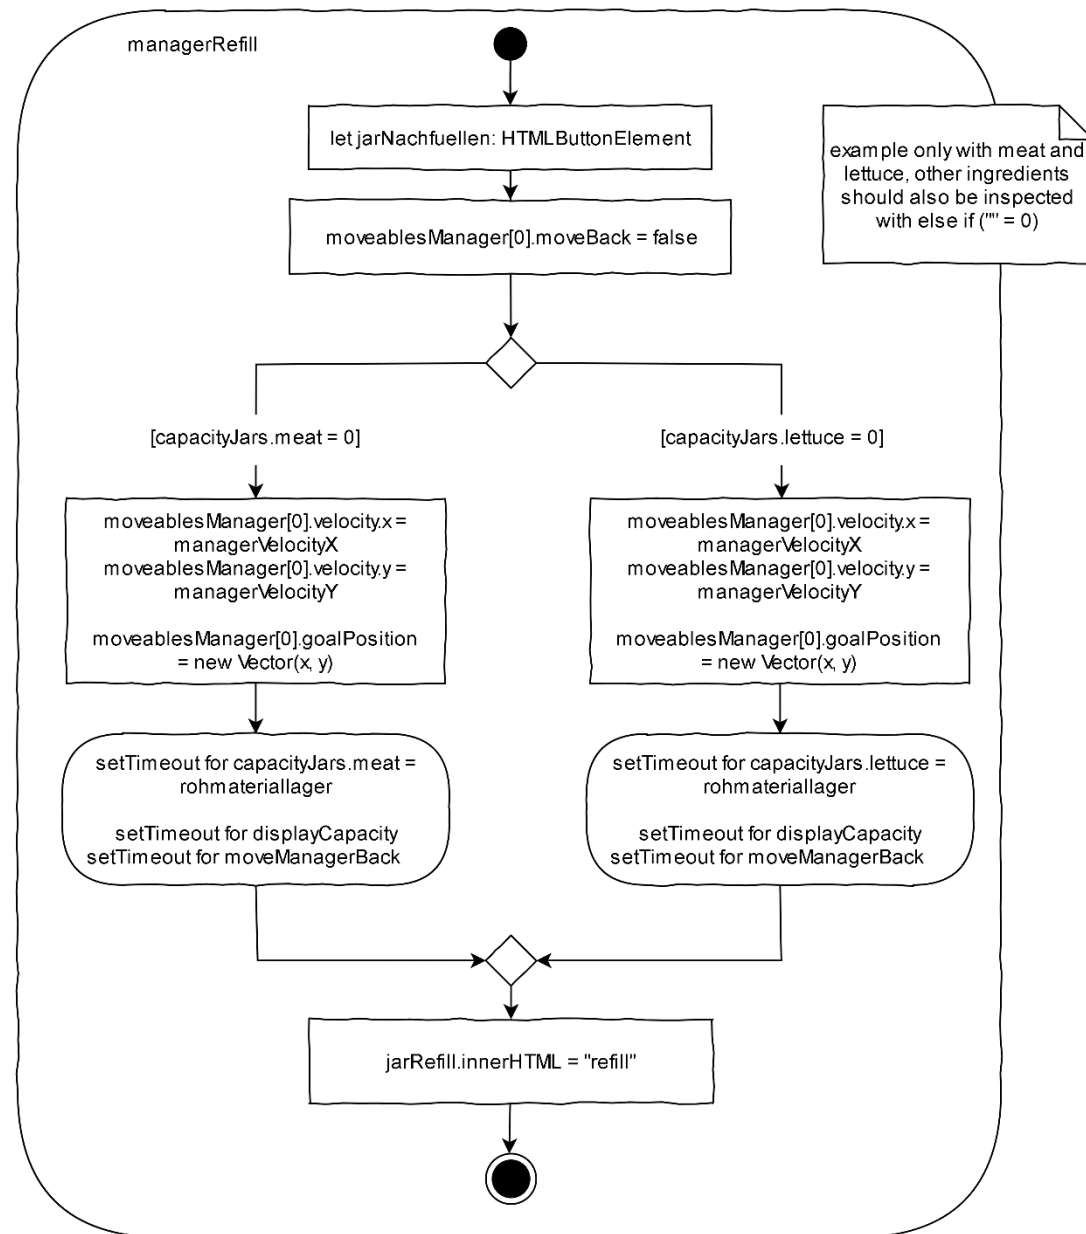 managerRefill
let jarNachfuellen: HTMLButtonElement
example only with meat and
lettuce, other ingredients
should also be inspected
with else if ("" = 0)
moveablesManager[0].moveBack = false
[capacityJars.meat = 0]
[capacityJars.lettuce = 0]
moveablesManager[0].velocity.x =
managerVelocityX
moveablesManager[0].velocity.y =
managerVelocityY
moveablesManager[0].goalPosition
= new Vector(x, y)
moveablesManager[0].velocity.x =
managerVelocityX
moveablesManager[0].velocity.y =
managerVelocityY
moveablesManager[0].goalPosition
= new Vector(x, y)
setTimeout for capacityJars.meat =
rohmateriallager
setTimeout for displayCapacity
setTimeout for moveManagerBack
setTimeout for capacityJars.lettuce =
rohmateriallager
setTimeout for displayCapacity
setTimeout for moveManagerBack
jarRefill.innerHTML = "refill"